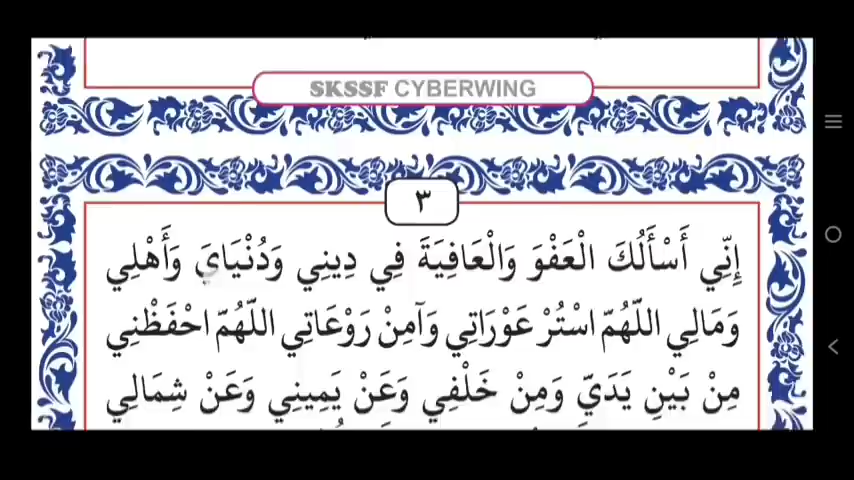 SKSSF CYBERWING
٣
إِنِّي أَسْأَلُكَ الْعَفْوَ وَالْعَافِيَةَ فِي دِينِي وَدُنْيَايَ وَأَهْلِي
وَمَالِي اللَّهُمَّ اسْتُرْ عَوْرَاتِي وَآمِنْ رَوْعَاتِي اللَّهُمَّ احْفَظْنِي
مِنْ بَيْنِ يَدَيَّ وَمِنْ خَلْفِي وَعَنْ يَمِينِي وَعَنْ شِمَالِي